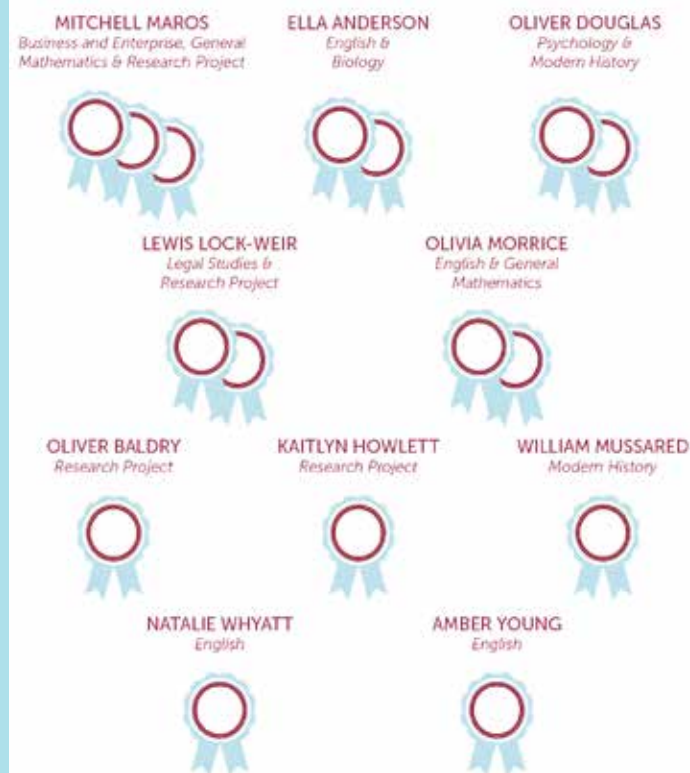 MITCHELL MAROS
Business and Enterprise, General
Mathematics & Research Project
ELLA ANDERSON
English &
Biology
OLIVER DOUGLAS
Psychology &
Modern History
LEWIS LOCK-WEIR
Legal Studies &
Research Project
OLIVIA MORRICE
English & General
Mathematics
OLIVER BALDRY
Research Project
KAITLYN HOWLETT
Research Project
WILLIAM MUSSARED
Modern History
NATALIE WHYATT
English
AMBER YOUNG
English